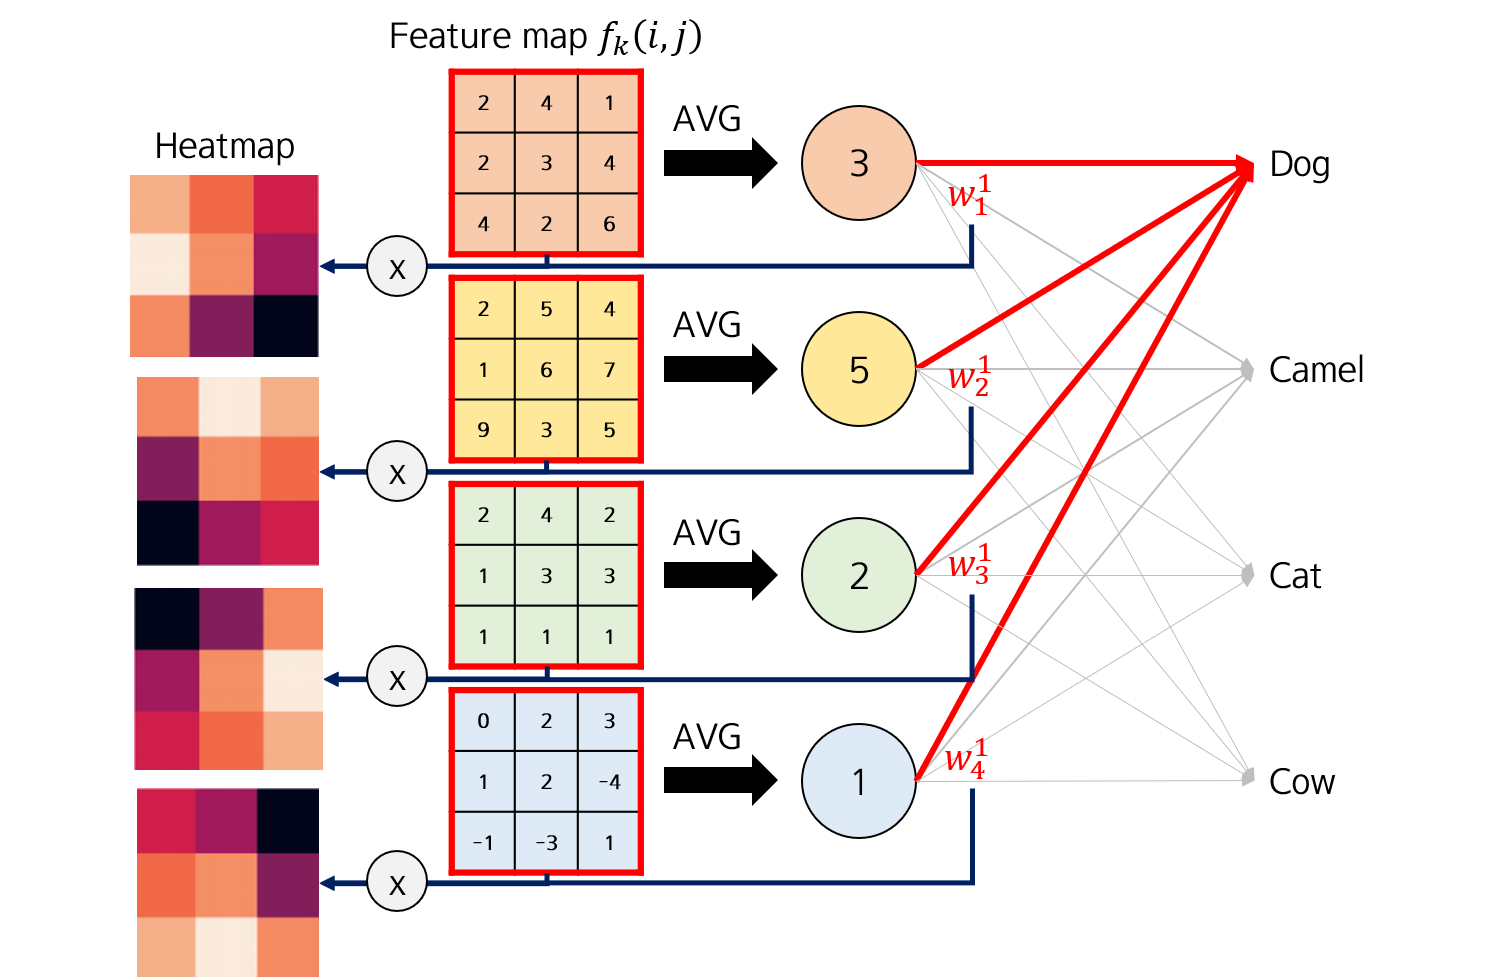 Feature map f_k(i,j)
Heatmap
2 4 1
2 3 4
4 2 6
AVG
3
w_1^1
Dog
x
2 5 4
1 6 7
9 3 5
AVG
5
w_2^1
Camel
x
2 4 2
1 3 3
1 1 1
AVG
2
w_3^1
Cat
x
0 2 3
1 2 -4
-1 -3 1
AVG
1
w_4^1
Cow
x